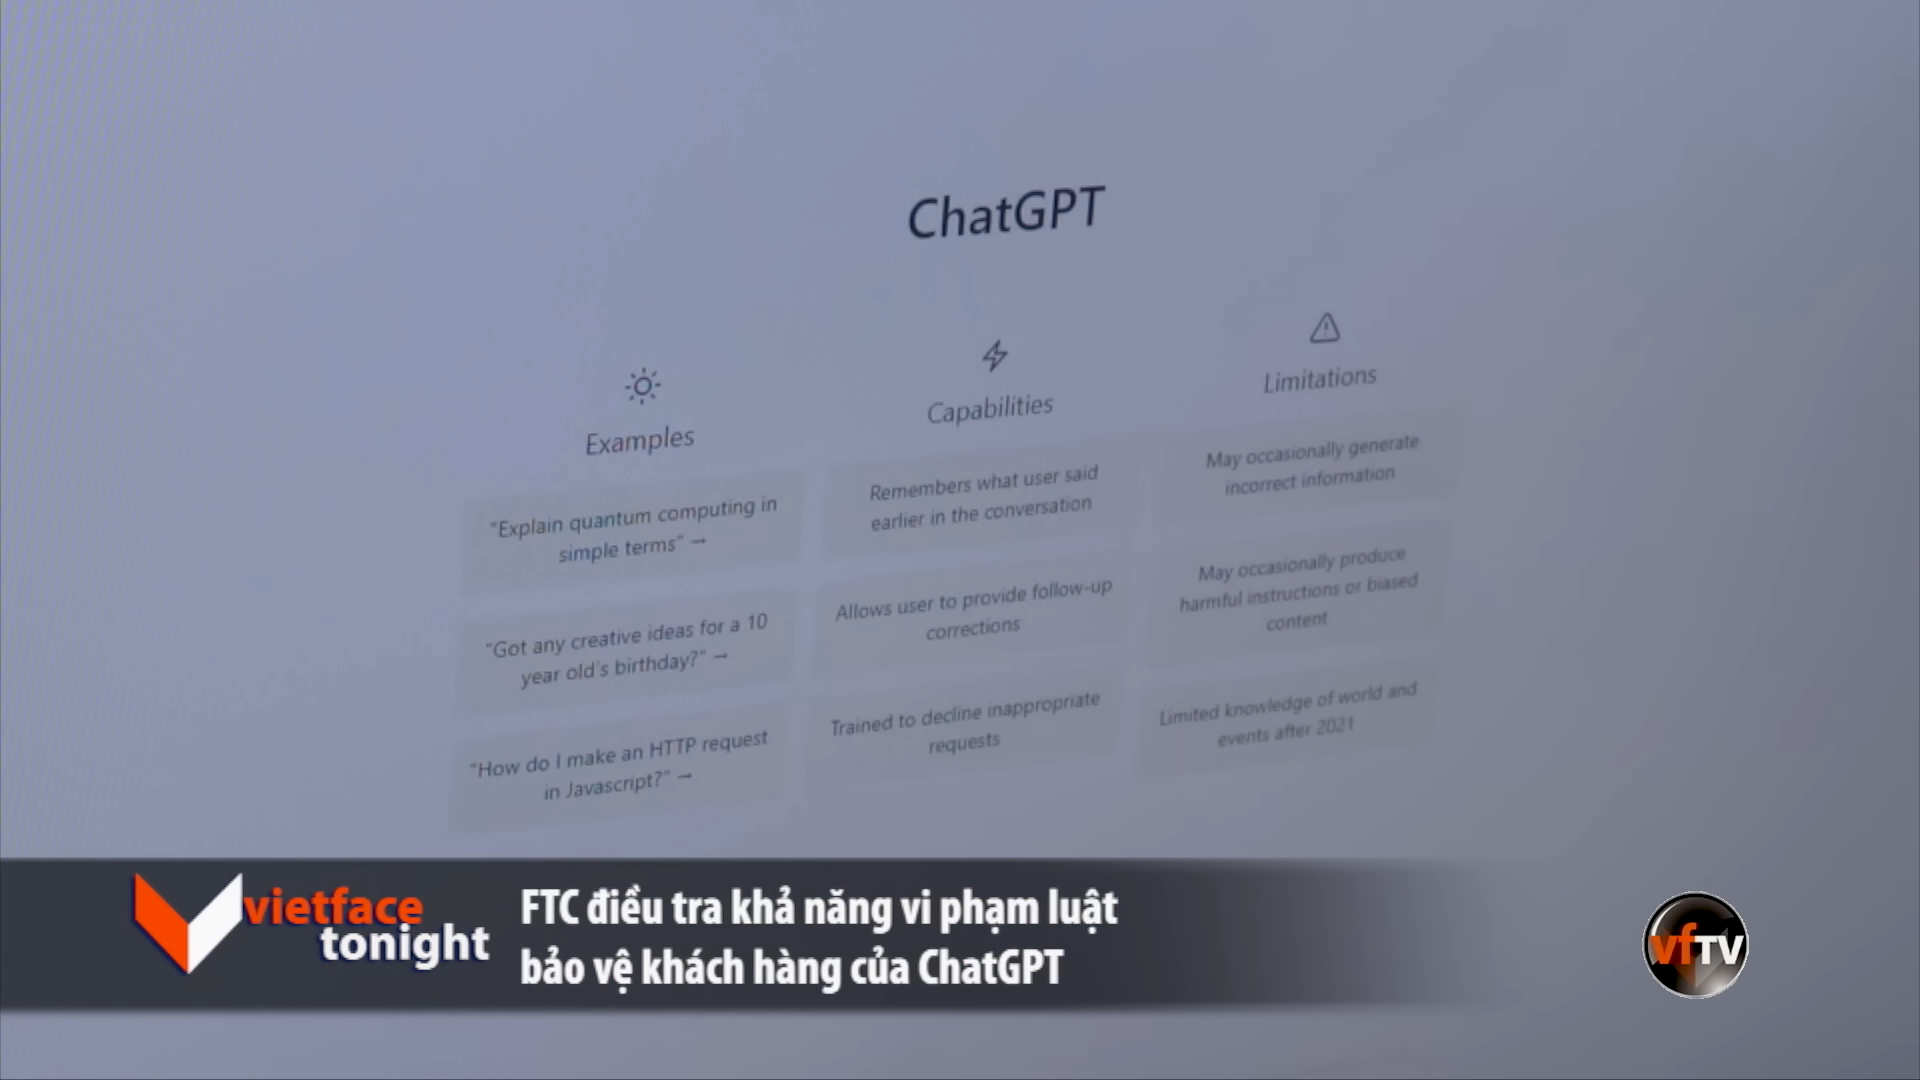 ChatGPT
Examples
"Explain quantum computing in
simple terms" →
"Got any creative ideas for a 10
year old's birthday?" →
"How do I make an HTTP request
in Javascript?" →
Capabilities
Remembers what user said
earlier in the conversation
Allows user to provide follow-up
corrections
Trained to decline inappropriate
requests
Limitations
May occasionally generate
incorrect information
May occasionally produce
harmful instructions or biased
content
Limited knowledge of world and
events after 2021
vietface
tonight
FTC điều tra khả năng vi phạm luật
bảo vệ khách hàng của ChatGPT
vfTV